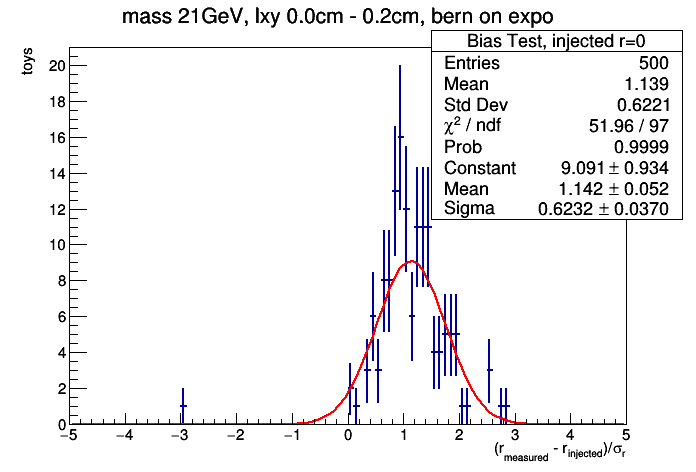 mass 21GeV, lxy 0.0cm - 0.2cm, bern on expo
toys
Bias Test, injected r=0
Entries 500
Mean 1.139
Std Dev 0.6221
χ² / ndf 51.96 / 97
Prob 0.9999
Constant 9.091 ± 0.934
Mean 1.142 ± 0.052
Sigma 0.6232 ± 0.0370
20
18
16
14
12
10
8
6
4
2
0
−5 −4 −3 −2 −1 0 1 2 3 4 5
(r_measured - r_injected)/σ_r